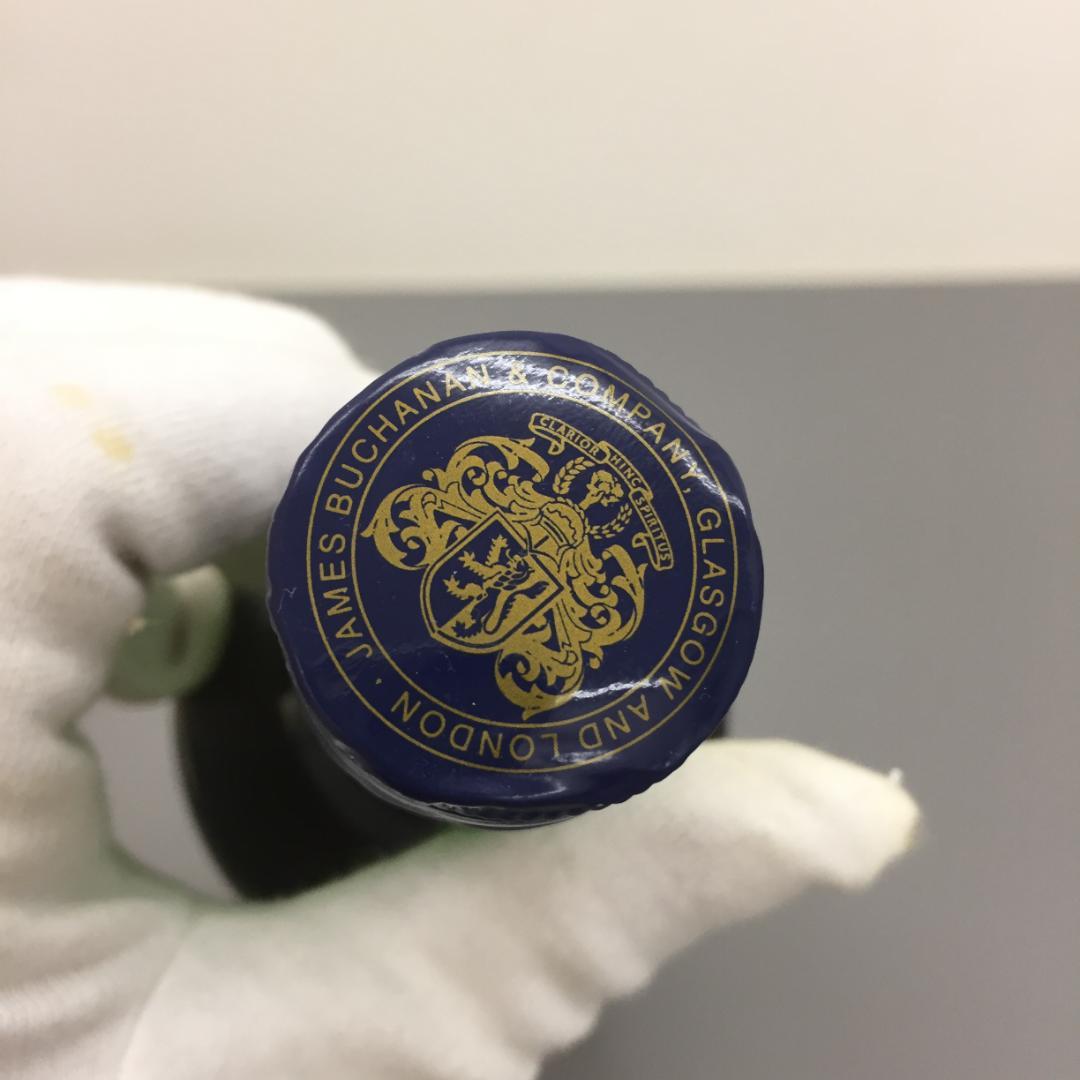 JAMES BUCHANAN & COMPANY, GLASGOW AND LONDON ·
CLARIOR HINC SPIRITUS